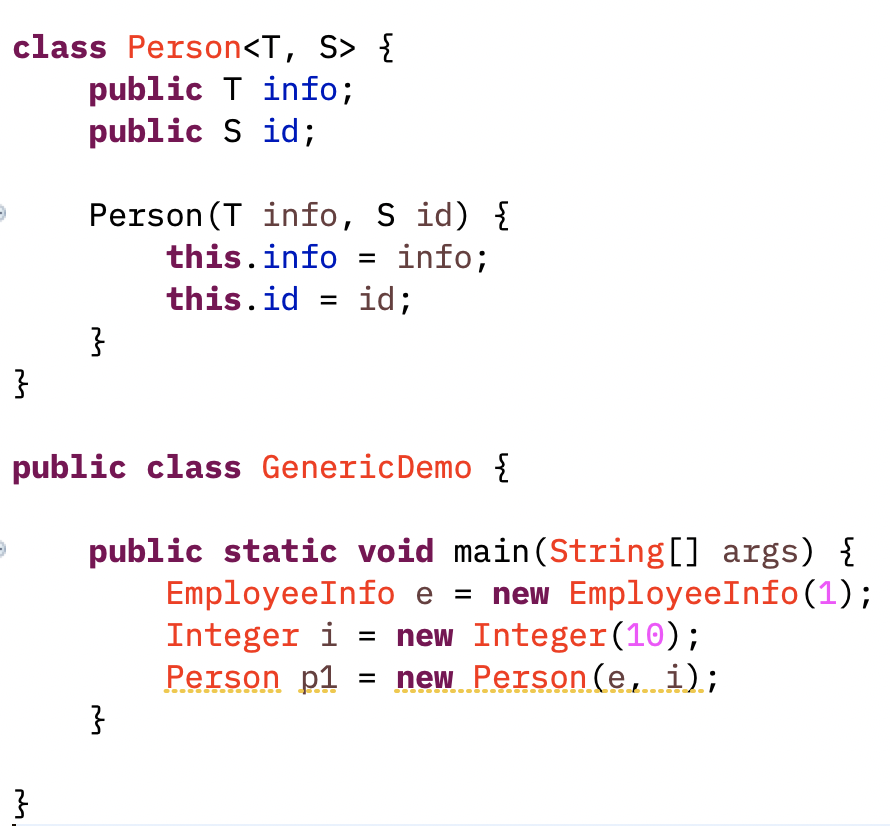 class Person<T, S> {
    public T info;
    public S id;

    Person(T info, S id) {
        this.info = info;
        this.id = id;
    }
}

public class GenericDemo {

    public static void main(String[] args) {
        EmployeeInfo e = new EmployeeInfo(1);
        Integer i = new Integer(10);
        Person p1 = new Person(e, i);
    }

}